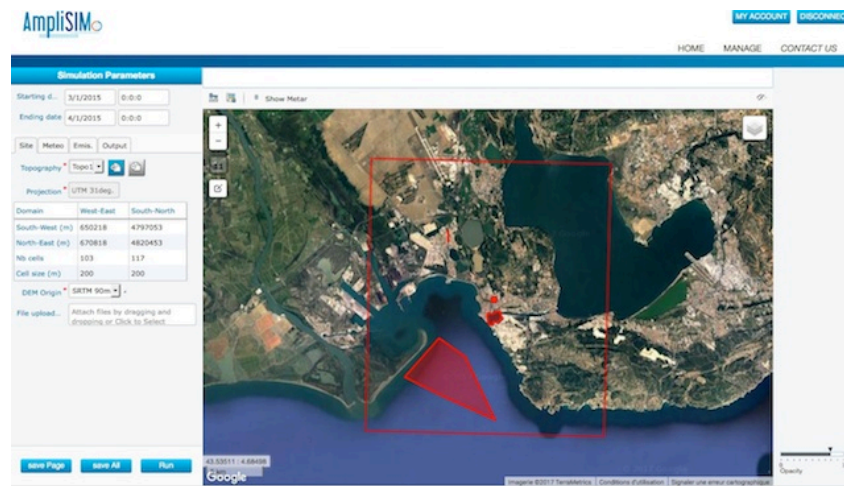 AmpliSIM
MY ACCOUNT DISCONNEC
HOME MANAGE CONTACT US
Simulation Parameters
Starting d... 3/1/2015 0:0:0
Show Metar
Ending date 4/1/2015 0:0:0
Site Meteo Emis. Output
Topography * Topo1
Projection * UTM 31deg.
Domain West-East South-North
South-West (m) 650218 4797053
North-East (m) 670818 4820453
Nb cells 103 117
Cell size (m) 200 200
DEM Origin * SRTM 90m
File upload... Attach files by dragging and
dropping or Click to Select
save Page save All Run
43.53511 : 4.68498
Google
Imagerie ©2017 TerraMetrics Conditions d'utilisation Signaler une erreur cartographique
Opacity